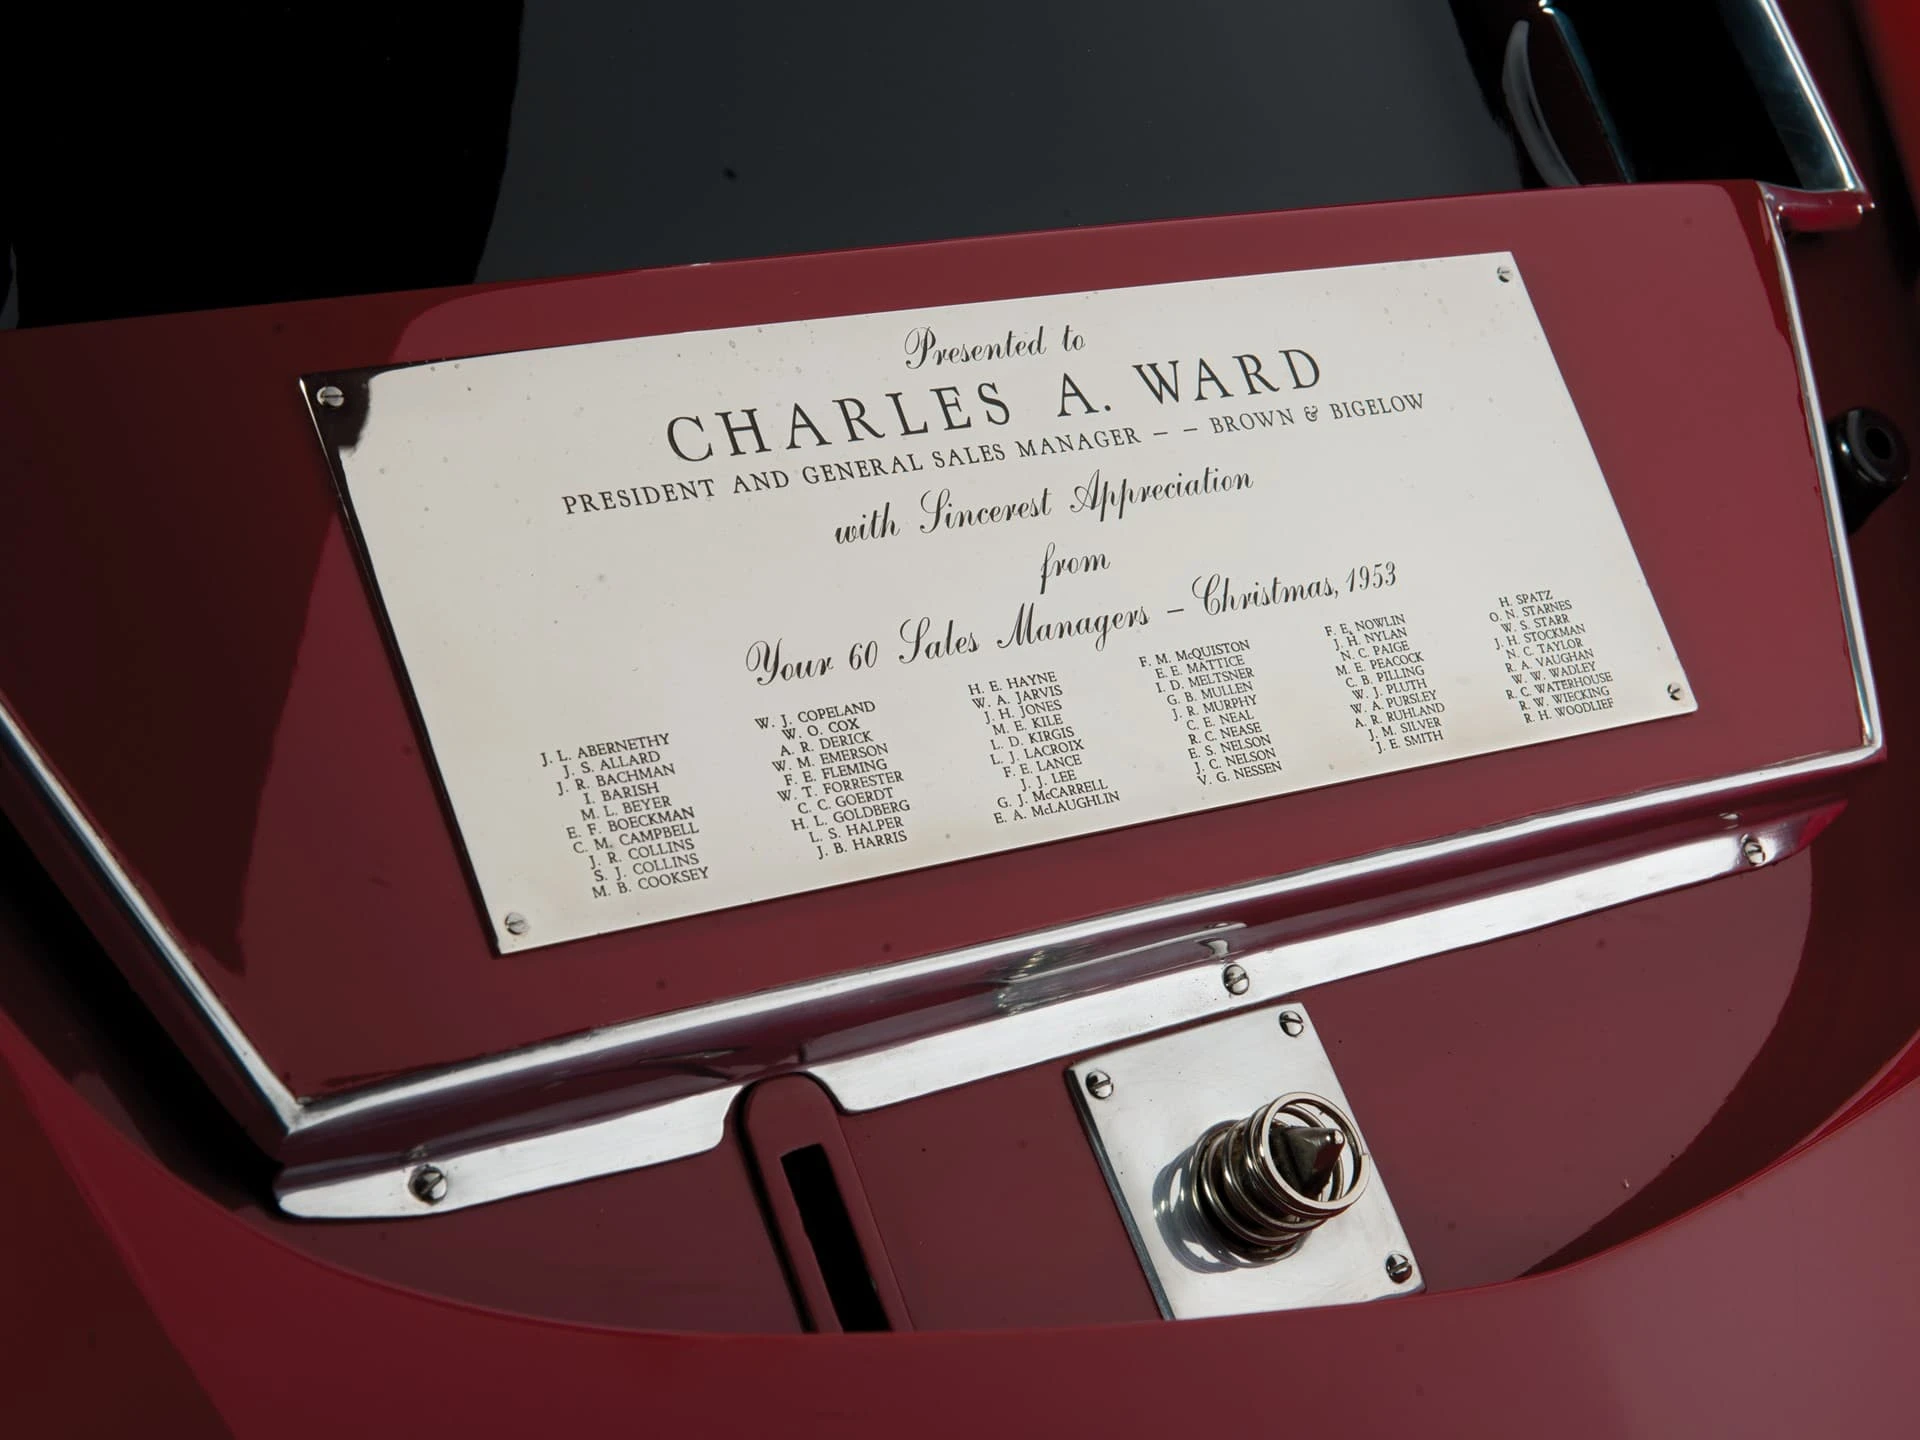 Presented to
CHARLES A. WARD
PRESIDENT AND GENERAL SALES MANAGER – – BROWN & BIGELOW
with Sincerest Appreciation
from
Your 60 Sales Managers – Christmas, 1953
J. L. ABERNETHY
J. S. ALLARD
J. R. BACHMAN
I. BARISH
M. L. BEYER
E. F. BOECKMAN
C. M. CAMPBELL
J. R. COLLINS
S. J. COLLINS
M. B. COOKSEY
W. J. COPELAND
W. O. COX
A. R. DERICK
W. M. EMERSON
F. E. FLEMING
W. T. FORRESTER
C. C. GOERDT
H. L. GOLDBERG
L. S. HALPER
J. B. HARRIS
H. E. HAYNE
W. A. JARVIS
J. H. JONES
M. E. KILE
L. D. KIRGIS
L. J. LACROIX
F. E. LANCE
J. J. LEE
G. J. McCARRELL
E. A. McLAUGHLIN
F. M. McQUISTON
E. E. MATTICE
I. D. MELTSNER
G. B. MULLEN
J. R. MURPHY
C. E. NEAL
R. C. NEASE
E. S. NELSON
J. C. NELSON
V. G. NESSEN
F. E. NOWLIN
J. H. NYLAN
N. C. PAIGE
M. E. PEACOCK
C. B. PILLING
W. J. PLUTH
W. A. PURSLEY
A. R. RUHLAND
J. M. SILVER
J. E. SMITH
H. SPATZ
O. N. STARNES
W. S. STARR
J. H. STOCKMAN
N. C. TAYLOR
R. A. VAUGHAN
W. W. WADLEY
R. C. WATERHOUSE
R. W. WIECKING
R. H. WOODLIEF